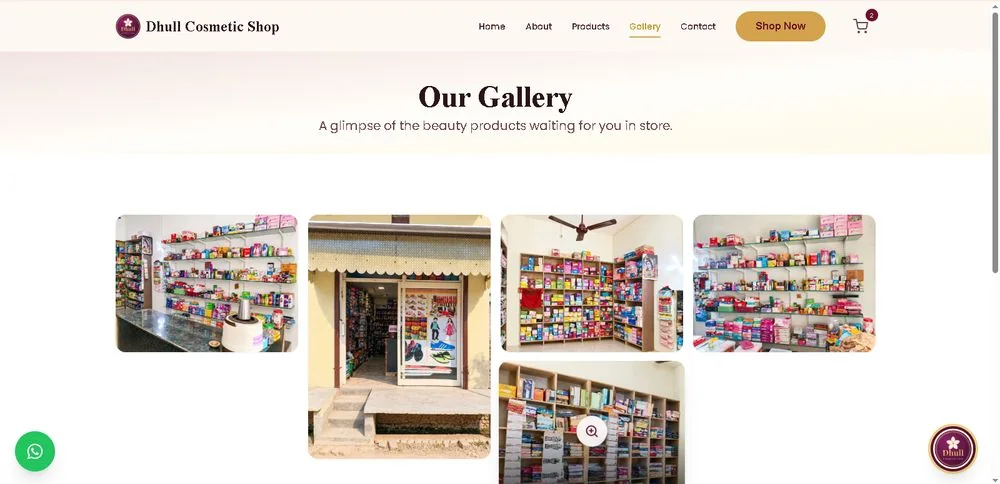 Dhull Cosmetic Shop
Home
About
Products
Gallery
Contact
Shop Now
2
Our Gallery
A glimpse of the beauty products waiting for you in store.
Dhull